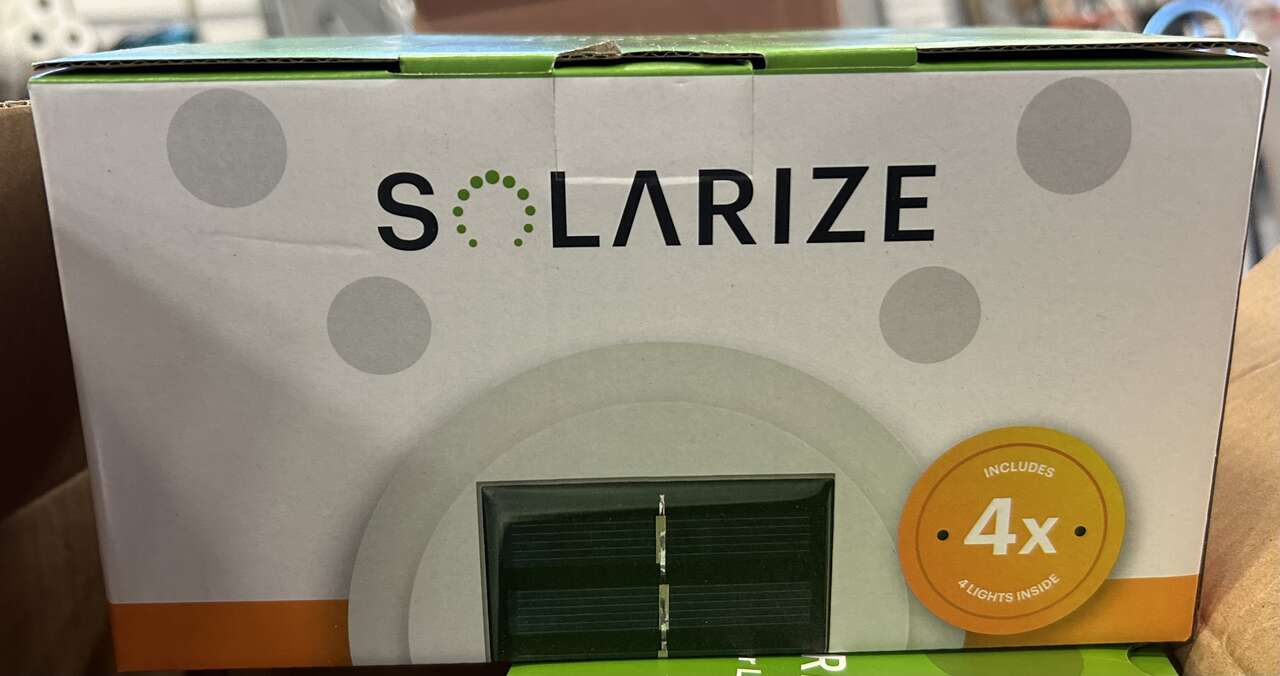 SOLARIZE
INCLUDES
4x
4 LIGHTS INSIDE